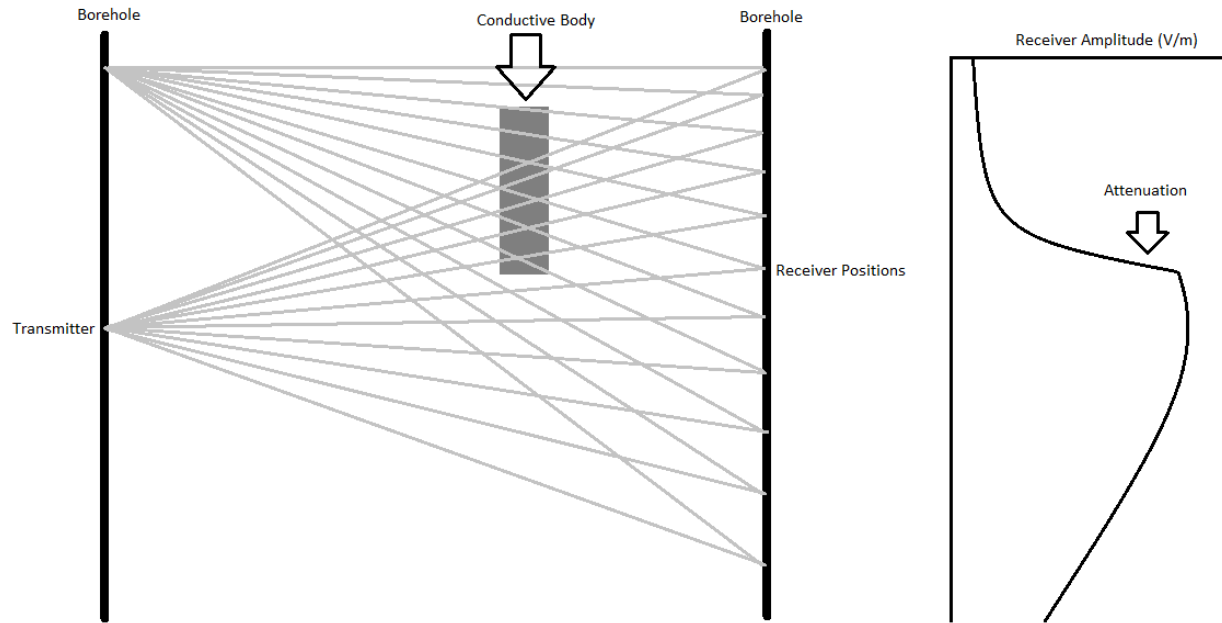 Borehole
Conductive Body
Borehole
Receiver Amplitude (V/m)
Attenuation
Receiver Positions
Transmitter